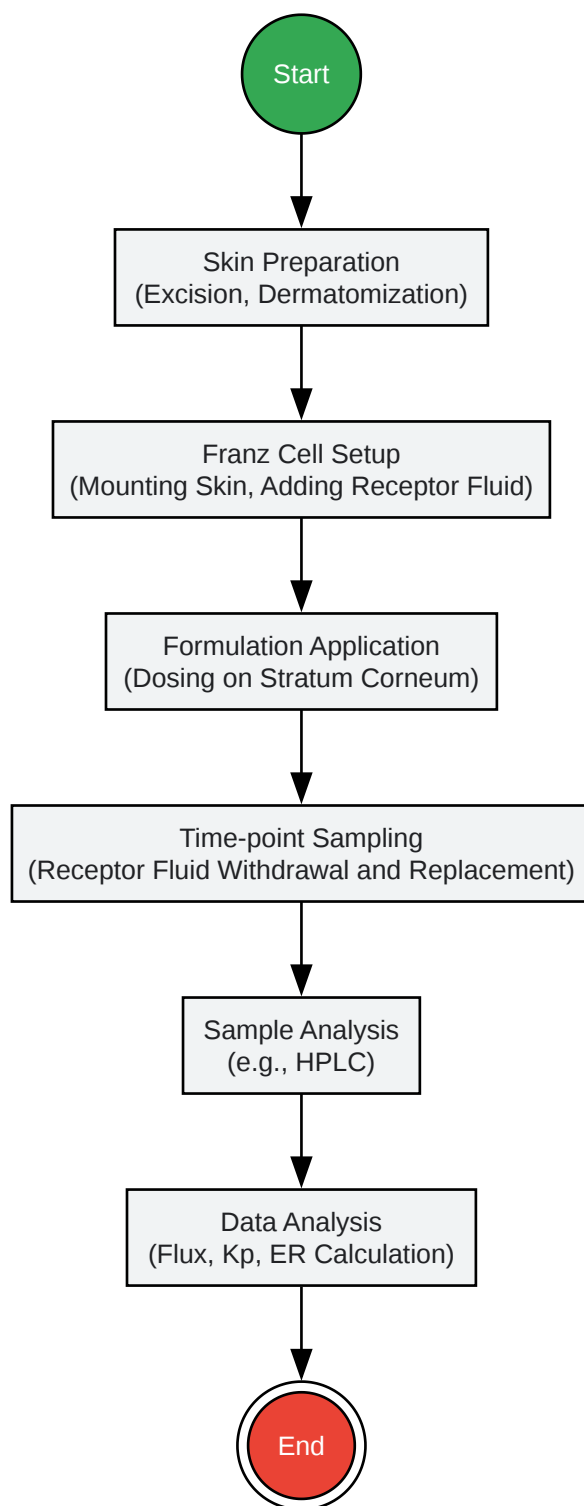 Start
Skin Preparation
(Excision, Dermatomization)
Franz Cell Setup
(Mounting Skin, Adding Receptor Fluid)
Formulation Application
(Dosing on Stratum Corneum)
Time-point Sampling
(Receptor Fluid Withdrawal and Replacement)
Sample Analysis
(e.g., HPLC)
Data Analysis
(Flux, Kp, ER Calculation)
End